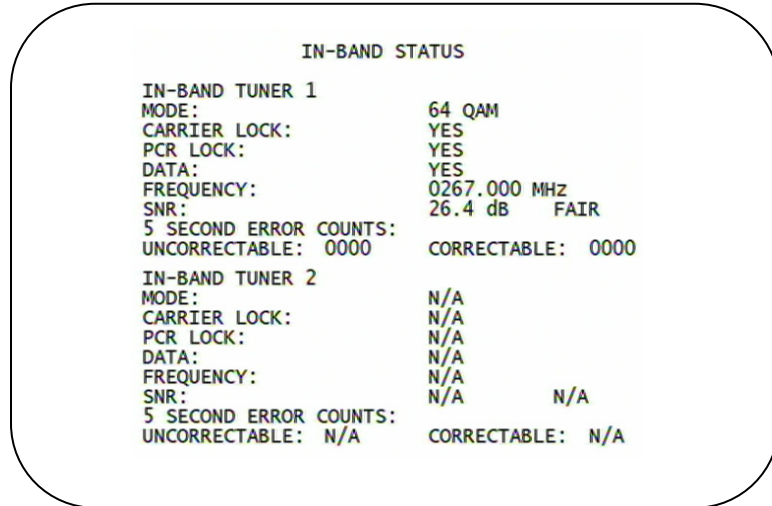 IN-BAND STATUS
IN-BAND TUNER 1
MODE: 64 QAM
CARRIER LOCK: YES
PCR LOCK: YES
DATA: YES
FREQUENCY: 0267.000 MHz
SNR: 26.4 dB FAIR
5 SECOND ERROR COUNTS:
UNCORRECTABLE: 0000 CORRECTABLE: 0000
IN-BAND TUNER 2
MODE: N/A
CARRIER LOCK: N/A
PCR LOCK: N/A
DATA: N/A
FREQUENCY: N/A
SNR: N/A N/A
5 SECOND ERROR COUNTS:
UNCORRECTABLE: N/A CORRECTABLE: N/A